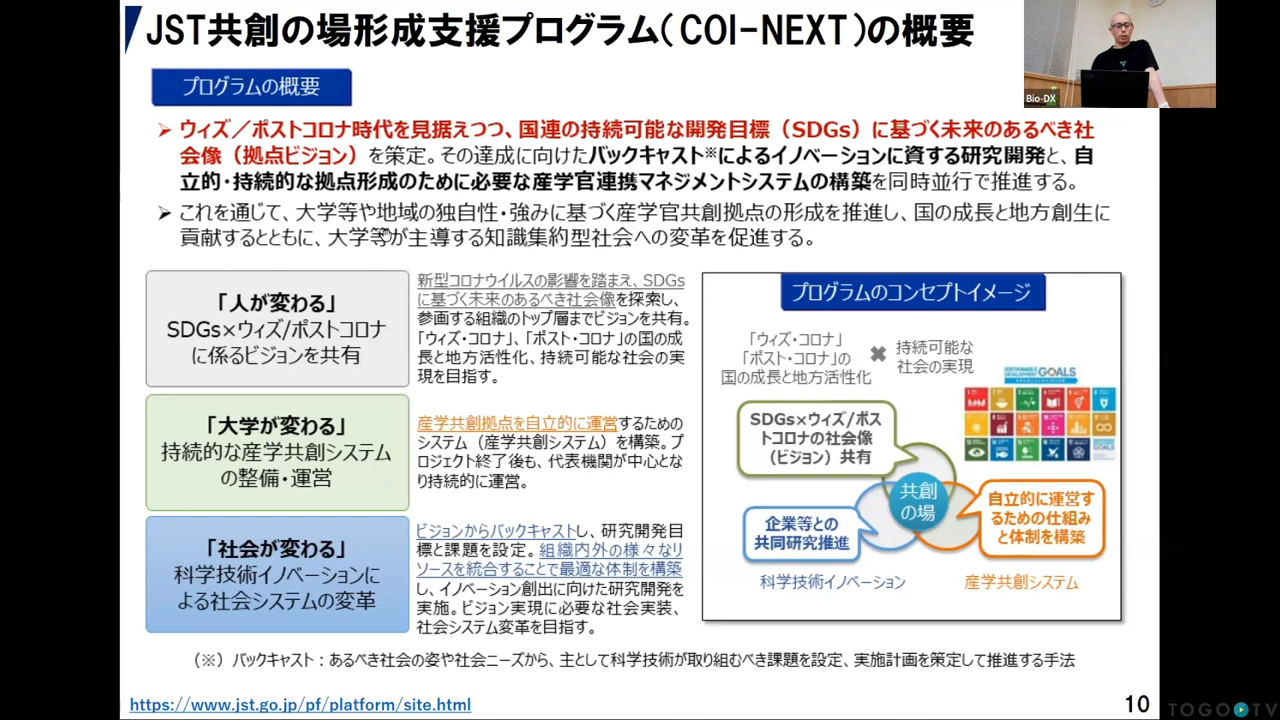 JST共創の場形成支援プログラム(COI-NEXT)の概要
Bio-DX
プログラムの概要
➢ ウィズ/ポストコロナ時代を見据えつつ、国連の持続可能な開発目標(SDGs)に基づく未来のあるべき社
会像(拠点ビジョン)を策定。その達成に向けたバックキャスト※によるイノベーションに資する研究開発と、自
立的・持続的な拠点形成のために必要な産学官連携マネジメントシステムの構築を同時並行で推進する。
➢ これを通じて、大学等や地域の独自性・強みに基づく産学官共創拠点の形成を推進し、国の成長と地方創生に
貢献するとともに、大学等が主導する知識集約型社会への変革を促進する。
「人が変わる」
SDGs×ウィズ/ポストコロナ
に係るビジョンを共有
新型コロナウイルスの影響を踏まえ、SDGs
に基づく未来のあるべき社会像を探索し、
参画する組織のトップ層までビジョンを共有。
「ウィズ・コロナ」、「ポスト・コロナ」の国の成
長と地方活性化、持続可能な社会の実
現を目指す。
「大学が変わる」
持続的な産学共創システム
の整備・運営
産学共創拠点を自立的に運営するための
システム(産学共創システム)を構築。プ
ロジェクト終了後も、代表機関が中心とな
り持続的に運営。
「社会が変わる」
科学技術イノベーションに
よる社会システムの変革
ビジョンからバックキャストし、研究開発目
標と課題を設定。組織内外の様々なリ
ソースを統合することで最適な体制を構築
し、イノベーション創出に向けた研究開発を
実施。ビジョン実現に必要な社会実装、
社会システム変革を目指す。
プログラムのコンセプトイメージ
「ウィズ・コロナ」
「ポスト・コロナ」の
国の成長と地方活性化
✖
持続可能な
社会の実現
SUSTAINABLE DEVELOPMENT GOALS
SDGs×ウィズ/ポス
トコロナの社会像
(ビジョン)共有
共創
の場
企業等との
共同研究推進
自立的に運営す
るための仕組み
と体制を構築
科学技術イノベーション
産学共創システム
(※)バックキャスト:あるべき社会の姿や社会ニーズから、主として科学技術が取り組むべき課題を設定、実施計画を策定して推進する手法
https://www.jst.go.jp/pf/platform/site.html
10
TOGO TV